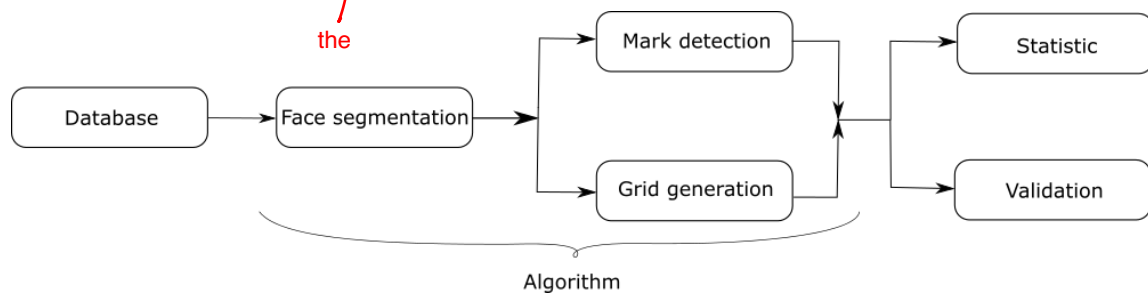 the
Mark detection
Statistic
Database
Face segmentation
Grid generation
Validation
Algorithm